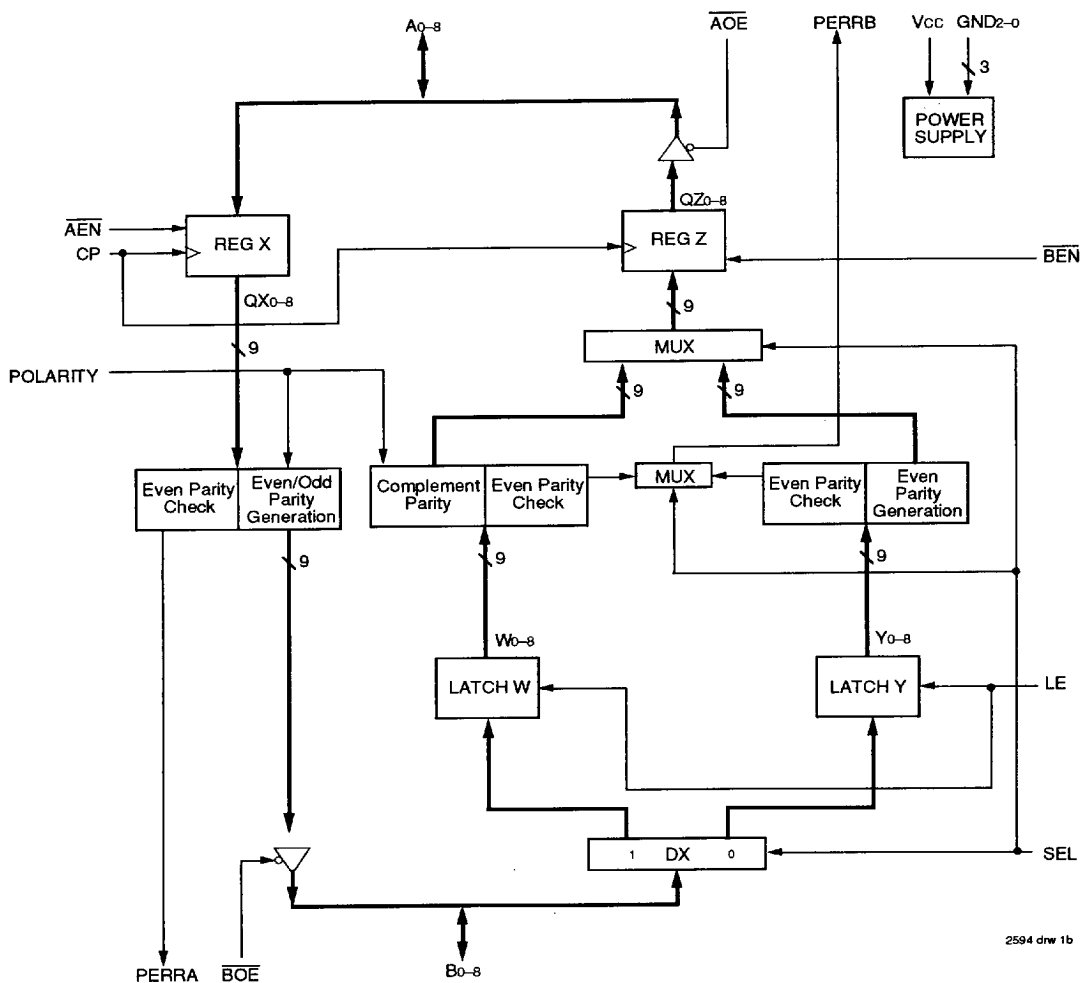 A0–8
AOE
PERRB
VCC
GND2–0
3
POWER
SUPPLY
QZ0–8
AEN
CP
REG X
REG Z
BEN
QX0–8
9
9
MUX
POLARITY
9
9
Even Parity
Check
Even/Odd
Parity
Generation
Complement
Parity
Even Parity
Check
MUX
Even Parity
Check
Even
Parity
Generation
9
9
9
W0–8
Y0–8
LATCH W
LATCH Y
LE
1
DX
0
SEL
PERRA
BOE
B0–8
2594 drw 1b